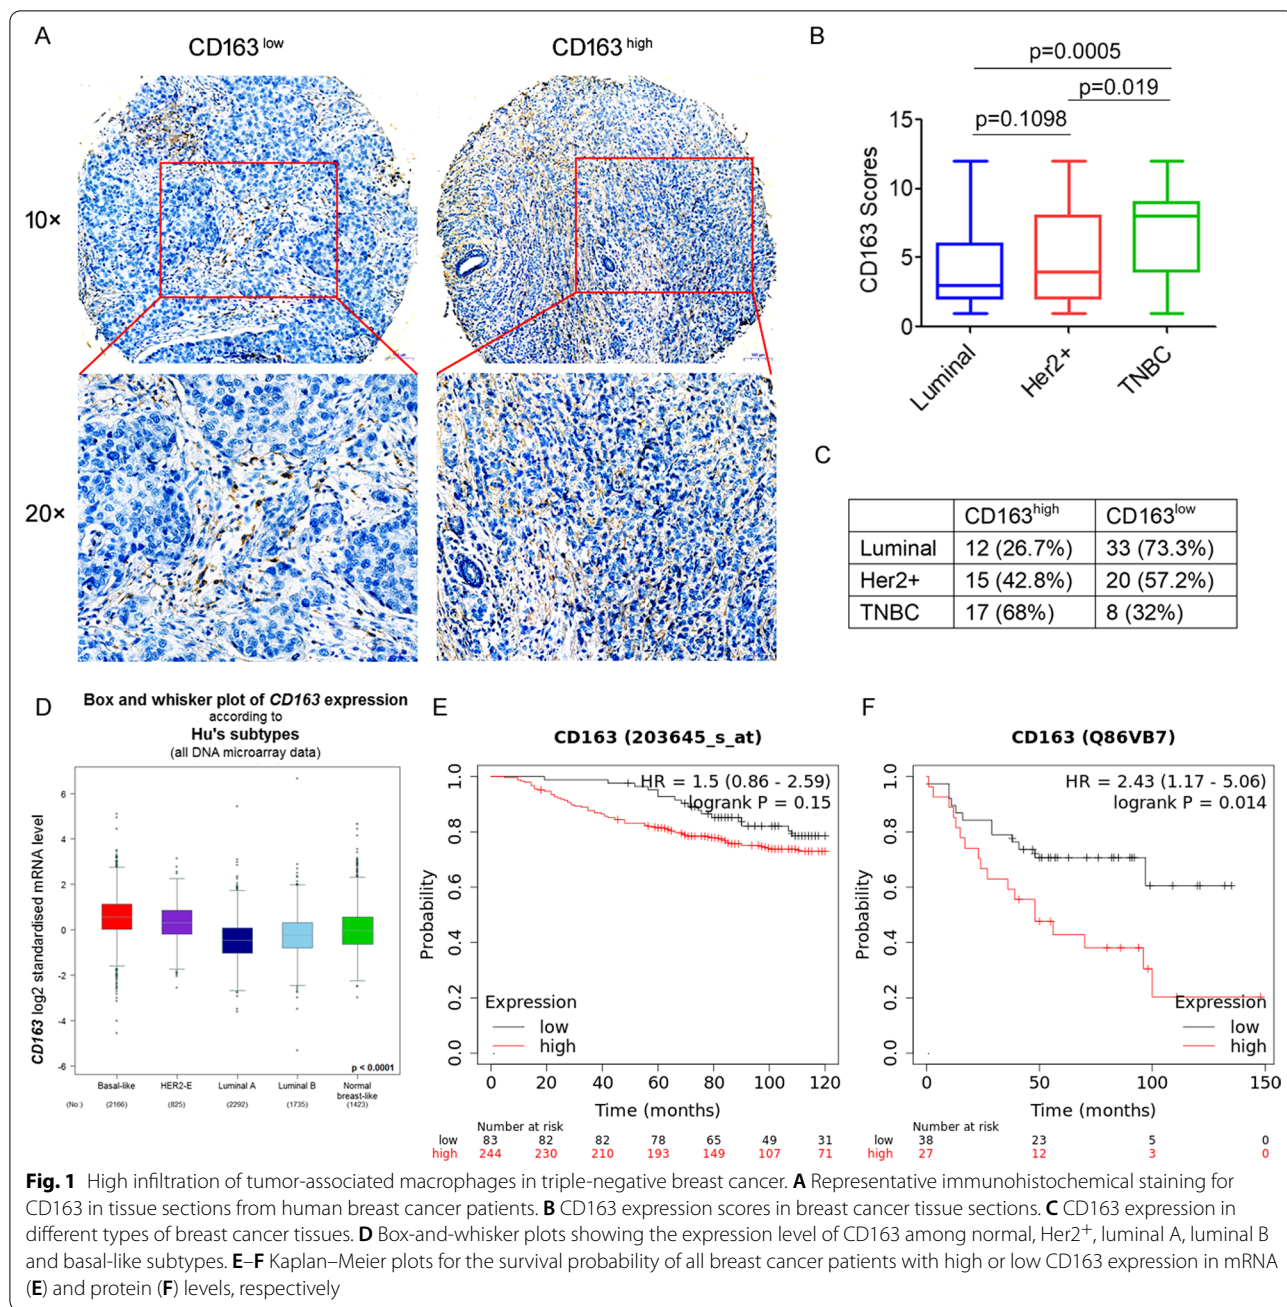 A
CD163 low
CD163 high
10×
20×
B
p=0.0005
p=0.019
p=0.1098
CD163 Scores
15
10
5
0
Luminal
Her2+
TNBC
C
CD163high CD163low
Luminal 12 (26.7%) 33 (73.3%)
Her2+ 15 (42.8%) 20 (57.2%)
TNBC 17 (68%) 8 (32%)
D
Box and whisker plot of CD163 expression
according to
Hu's subtypes
(all DNA microarray data)
CD163 log2 standardised mRNA level
6
4
2
0
-2
-4
-6
p < 0.0001
Basal-like HER2-E Luminal A Luminal B Normal
breast-like
(No:) (2166) (825) (2292) (1735) (1423)
E
CD163 (203645_s_at)
HR = 1.5 (0.86 - 2.59)
logrank P = 0.15
Probability
1.0
0.8
0.6
0.4
0.2
0.0
Expression
low
high
0 20 40 60 80 100 120
Time (months)
Number at risk
low 83 82 82 78 65 49 31
high 244 230 210 193 149 107 71
F
CD163 (Q86VB7)
HR = 2.43 (1.17 - 5.06)
logrank P = 0.014
Probability
1.0
0.8
0.6
0.4
0.2
0.0
Expression
low
high
0 50 100 150
Time (months)
Number at risk
low 38 23 5 0
high 27 12 3 0
Fig. 1 High infiltration of tumor-associated macrophages in triple-negative breast cancer. A Representative immunohistochemical staining for
CD163 in tissue sections from human breast cancer patients. B CD163 expression scores in breast cancer tissue sections. C CD163 expression in
different types of breast cancer tissues. D Box-and-whisker plots showing the expression level of CD163 among normal, Her2+, luminal A, luminal B
and basal-like subtypes. E–F Kaplan–Meier plots for the survival probability of all breast cancer patients with high or low CD163 expression in mRNA
(E) and protein (F) levels, respectively